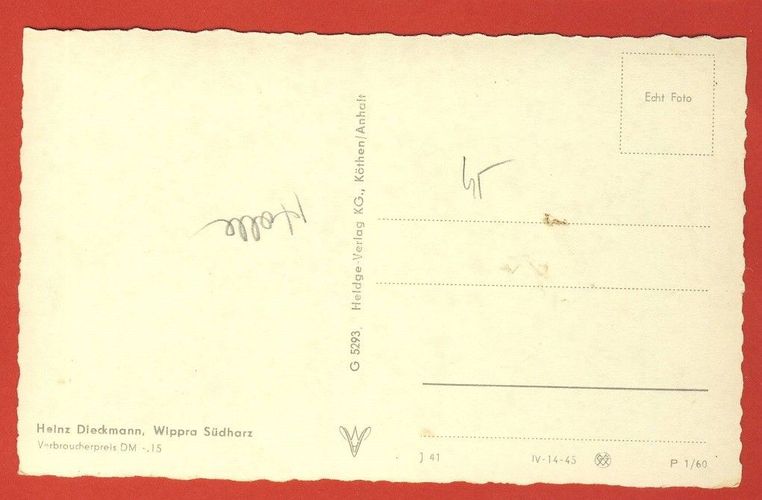 Echt Foto
Halle
G 5293. Heldge-Verlag KG., Köthen/Anhalt
Heinz Dieckmann, Wippra Südharz
Verbraucherpreis DM -.15
J 41
IV-14-45
P 1/60